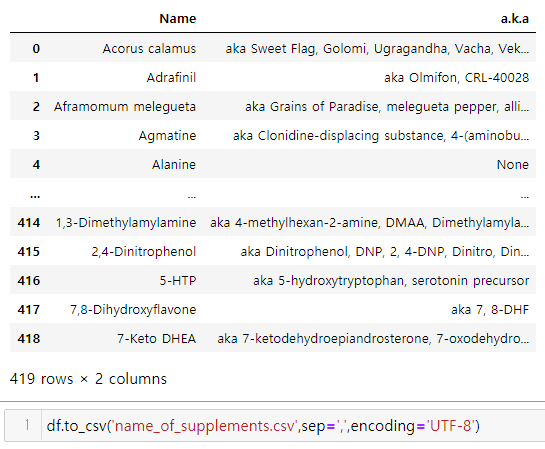 Name a.k.a
0 Acorus calamus aka Sweet Flag, Golomi, Ugragandha, Vacha, Vek...
1 Adrafinil aka Olmifon, CRL-40028
2 Aframomum melegueta aka Grains of Paradise, melegueta pepper, alli...
3 Agmatine aka Clonidine-displacing substance, 4-(aminobu...
4 Alanine None
... ... ...
414 1,3-Dimethylamylamine aka 4-methylhexan-2-amine, DMAA, Dimethylamyla...
415 2,4-Dinitrophenol aka Dinitrophenol, DNP, 2, 4-DNP, Dinitro, Din...
416 5-HTP aka 5-hydroxytryptophan, serotonin precursor
417 7,8-Dihydroxyflavone aka 7, 8-DHF
418 7-Keto DHEA aka 7-ketodehydroepiandrosterone, 7-oxodehydro...
419 rows × 2 columns
1 df.to_csv('name_of_supplements.csv',sep=',',encoding='UTF-8')